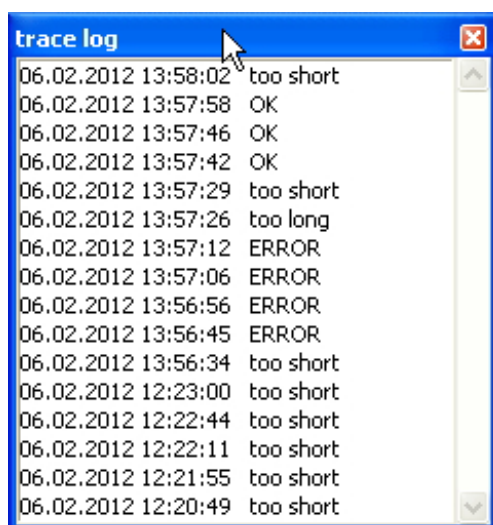 trace log
06.02.2012 13:58:02 too short
06.02.2012 13:57:58 OK
06.02.2012 13:57:46 OK
06.02.2012 13:57:42 OK
06.02.2012 13:57:29 too short
06.02.2012 13:57:26 too long
06.02.2012 13:57:12 ERROR
06.02.2012 13:57:06 ERROR
06.02.2012 13:56:56 ERROR
06.02.2012 13:56:45 ERROR
06.02.2012 13:56:34 too short
06.02.2012 12:23:00 too short
06.02.2012 12:22:44 too short
06.02.2012 12:22:11 too short
06.02.2012 12:21:55 too short
06.02.2012 12:20:49 too short